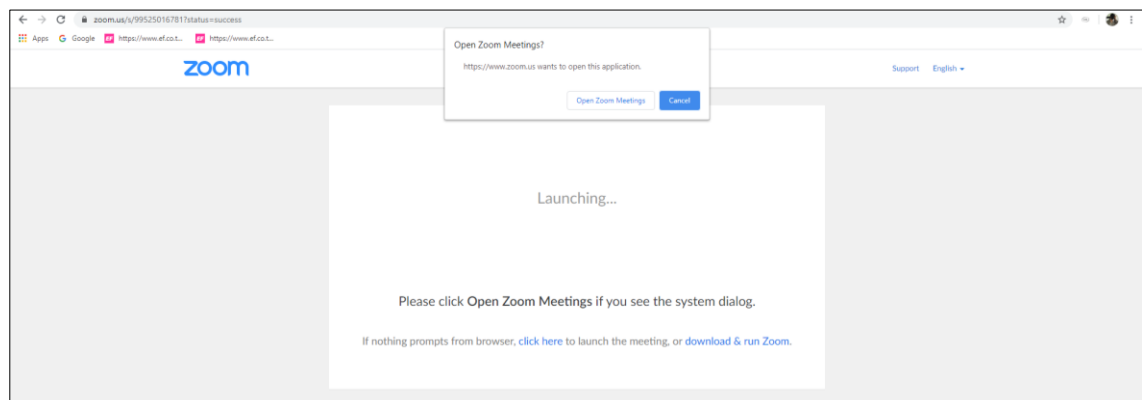 zoom.us/s/99525016781?status=success
Apps Google https://www.ef.co.t... https://www.ef.co.t...
Open Zoom Meetings?
https://www.zoom.us wants to open this application.
Open Zoom Meetings Cancel
zoom
Support English
Launching...
Please click Open Zoom Meetings if you see the system dialog.
If nothing prompts from browser, click here to launch the meeting, or download & run Zoom.